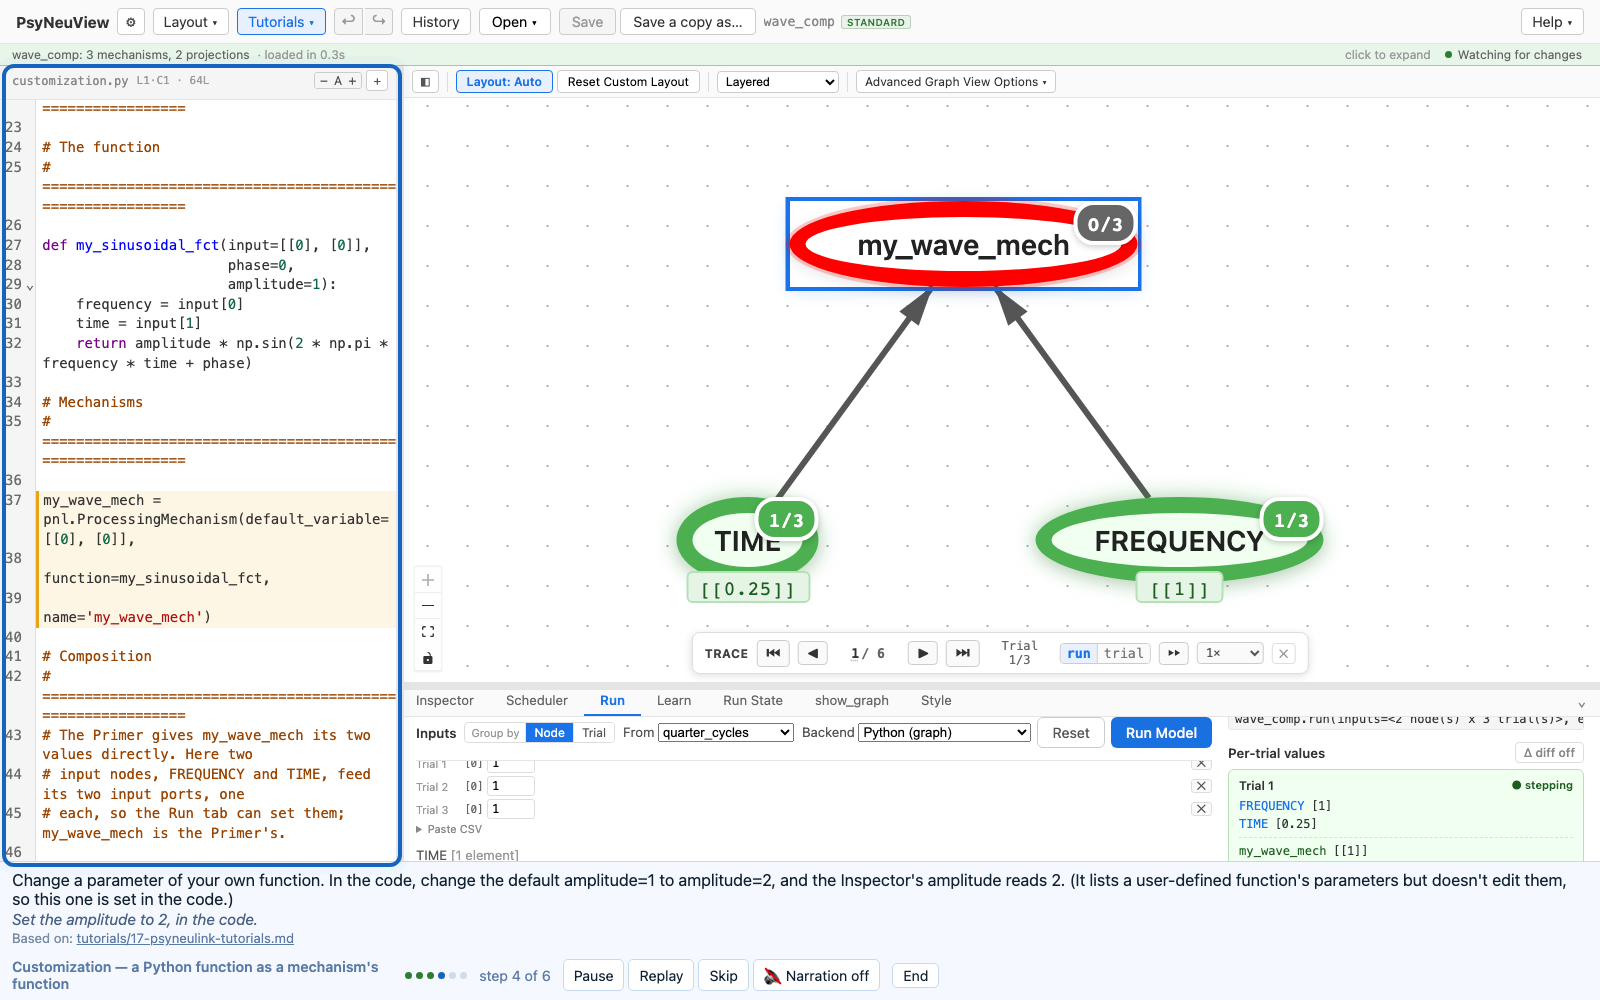 PsyNeuView ⚙ Layout ▾ Tutorials ▾ ↩ ↪ History Open ▾ Save Save a copy as... wave_comp STANDARD Help ▾
wave_comp: 3 mechanisms, 2 projections · loaded in 0.3s click to expand ● Watching for changes
customization.py L1·C1 · 64L − A + +
Layout: Auto Reset Custom Layout Layered Advanced Graph View Options ▾
=================
23
24 # The function
25 #
==========================================
=================
26
27 def my_sinusoidal_fct(input=[[0], [0]],
28 phase=0,
29 amplitude=1):
30 frequency = input[0]
31 time = input[1]
32 return amplitude * np.sin(2 * np.pi *
frequency * time + phase)
33
34 # Mechanisms
35 #
==========================================
=================
36
37 my_wave_mech =
pnl.ProcessingMechanism(default_variable=
[[0], [0]],
38
function=my_sinusoidal_fct,
39
name='my_wave_mech')
40
41 # Composition
42 #
==========================================
=================
43 # The Primer gives my_wave_mech its two
values directly. Here two
44 # input nodes, FREQUENCY and TIME, feed
its two input ports, one
45 # each, so the Run tab can set them;
my_wave_mech is the Primer's.
46
my_wave_mech 0/3
TIME 1/3
[[0.25]]
FREQUENCY 1/3
[[1]]
TRACE ⏮ ◀ 1 / 6 ▶ ⏭ Trial 1/3 run trial ▸▸ 1× ×
Inspector Scheduler Run Learn Run State show_graph Style
Inputs Group by Node Trial From quarter_cycles Backend Python (graph) Reset Run Model
Trial 1 [0] 1 ×
Trial 2 [0] 1 ×
Trial 3 [0] 1 ×
▸ Paste CSV
TIME [1 element]
wave_comp.run(inputs=<2 node(s) x 3 trial(s)>, e
Per-trial values Δ diff off
Trial 1 ● stepping
FREQUENCY [1]
TIME [0.25]
my_wave_mech [[1]]
Change a parameter of your own function. In the code, change the default amplitude=1 to amplitude=2, and the Inspector's amplitude reads 2. (It lists a user-defined function's parameters but doesn't edit them,
so this one is set in the code.)
Set the amplitude to 2, in the code.
Based on: tutorials/17-psyneulink-tutorials.md
Customization — a Python function as a mechanism's
function
step 4 of 6 Pause Replay Skip Narration off End